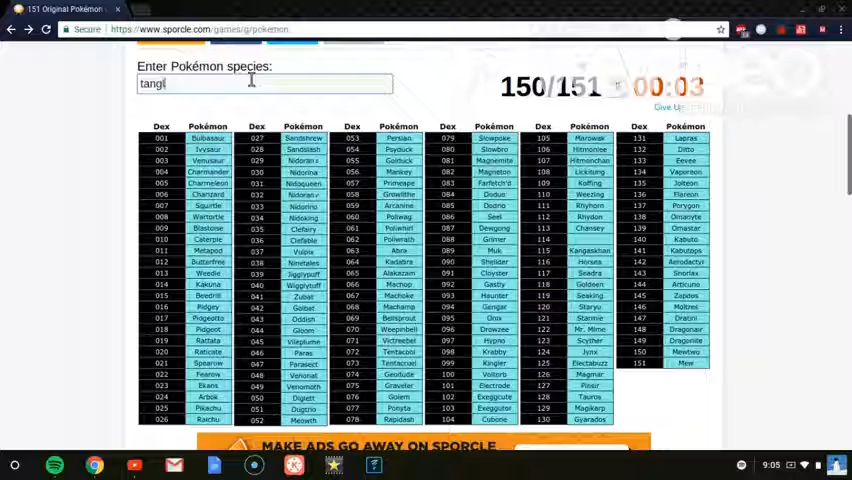 151 Original Pokémon
Secure https://www.sporcle.com/games/g/pokemon
Enter Pokémon species:
tangl
150/151 00:03
Give Up
Dex Pokémon Dex Pokémon Dex Pokémon Dex Pokémon Dex Pokémon Dex Pokémon
001 Bulbasaur 027 Sandshrew 053 Persian 079 Slowpoke 105 Marowak 131 Lapras
002 Ivysaur 028 Sandslash 054 Psyduck 080 Slowbro 106 Hitmonlee 132 Ditto
003 Venusaur 029 Nidoran 055 Golduck 081 Magnemite 107 Hitmonchan 133 Eevee
004 Charmander 030 Nidorina 056 Mankey 082 Magneton 108 Lickitung 134 Vaporeon
005 Charmeleon 031 Nidoqueen 057 Primeape 083 Farfetch'd 109 Koffing 135 Jolteon
006 Charizard 032 Nidoran 058 Growlithe 084 Doduo 110 Weezing 136 Flareon
007 Squirtle 033 Nidorino 059 Arcanine 085 Dodrio 111 Rhyhorn 137 Porygon
008 Wartortle 034 Nidoking 060 Poliwag 086 Seel 112 Rhydon 138 Omanyte
009 Blastoise 035 Clefairy 061 Poliwhirl 087 Dewgong 113 Chansey 139 Omastar
010 Caterpie 036 Clefable 062 Poliwrath 088 Grimer 114 140 Kabuto
011 Metapod 037 Vulpix 063 Abra 089 Muk 115 Kangaskhan 141 Kabutops
012 Butterfree 038 Ninetales 064 Kadabra 090 Shellder 116 Horsea 142 Aerodactyl
013 Weedle 039 Jigglypuff 065 Alakazam 091 Cloyster 117 Seadra 143 Snorlax
014 Kakuna 040 Wigglytuff 066 Machop 092 Gastly 118 Goldeen 144 Articuno
015 Beedrill 041 Zubat 067 Machoke 093 Haunter 119 Seaking 145 Zapdos
016 Pidgey 042 Golbat 068 Machamp 094 Gengar 120 Staryu 146 Moltres
017 Pidgeotto 043 Oddish 069 Bellsprout 095 Onix 121 Starmie 147 Dratini
018 Pidgeot 044 Gloom 070 Weepinbell 096 Drowzee 122 Mr. Mime 148 Dragonair
019 Rattata 045 Vileplume 071 Victreebel 097 Hypno 123 Scyther 149 Dragonite
020 Raticate 046 Paras 072 Tentacool 098 Krabby 124 Jynx 150 Mewtwo
021 Spearow 047 Parasect 073 Tentacruel 099 Kingler 125 Electabuzz 151 Mew
022 Fearow 048 Venonat 074 Geodude 100 Voltorb 126 Magmar
023 Ekans 049 Venomoth 075 Graveler 101 Electrode 127 Pinsir
024 Arbok 050 Diglett 076 Golem 102 Exeggcute 128 Tauros
025 Pikachu 051 Dugtrio 077 Ponyta 103 Exeggutor 129 Magikarp
026 Raichu 052 Meowth 078 Rapidash 104 Cubone 130 Gyarados
MAKE ADS GO AWAY ON SPORCLE
9:05